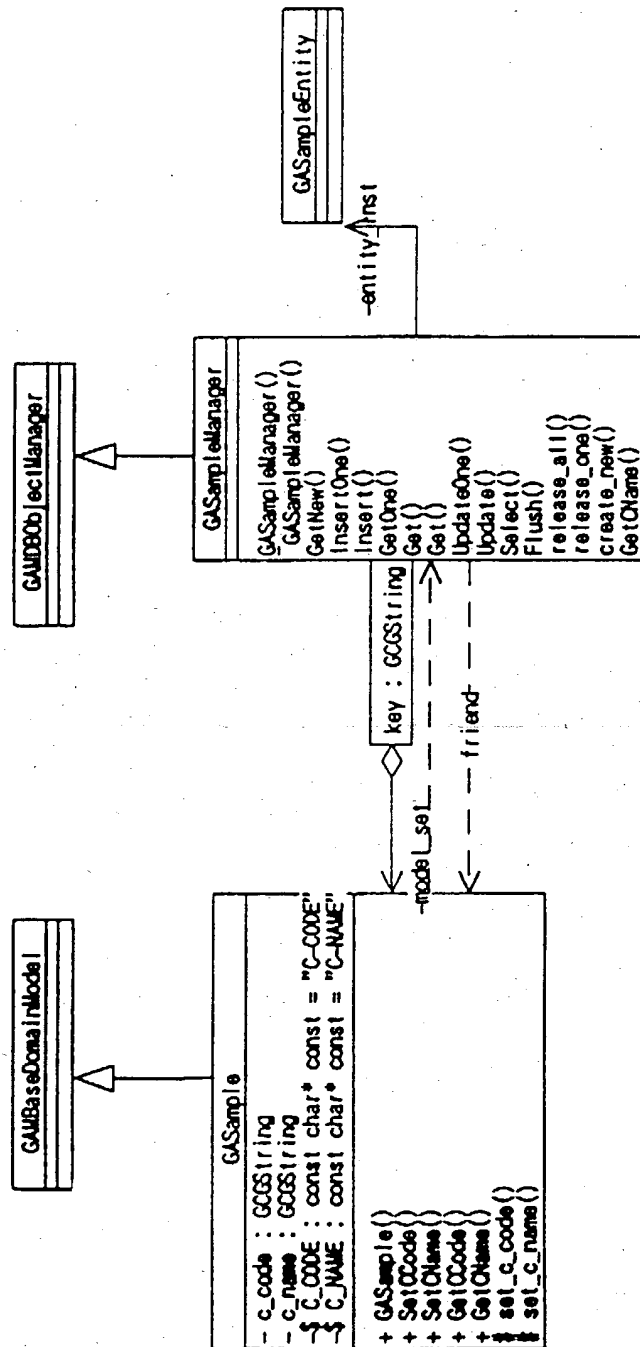 GAMBaseDomainModel
GASample
- c_code : GCGString
- c_name : GCGString
-$ C_CODE : const char* const = "C-CODE"
-$ C_NAME : const char* const = "C-NAME"
+ GASample()
+ SetCCode()
+ SetCName()
+ GetCCode()
+ GetCName()
# set_c_code()
# set_c_name()
-model_set
friend
key : GCGString
GAMDBObjectManager
GASampleManager
GASampleManager()
GASampleManager()
GetNew()
InsertOne()
Insert()
GetOne()
Get()
Get()
UpdateOne()
Update()
Select()
Flush()
release_all()
release_one()
create_new()
GetCName()
-entity_inst
GASampleEntity